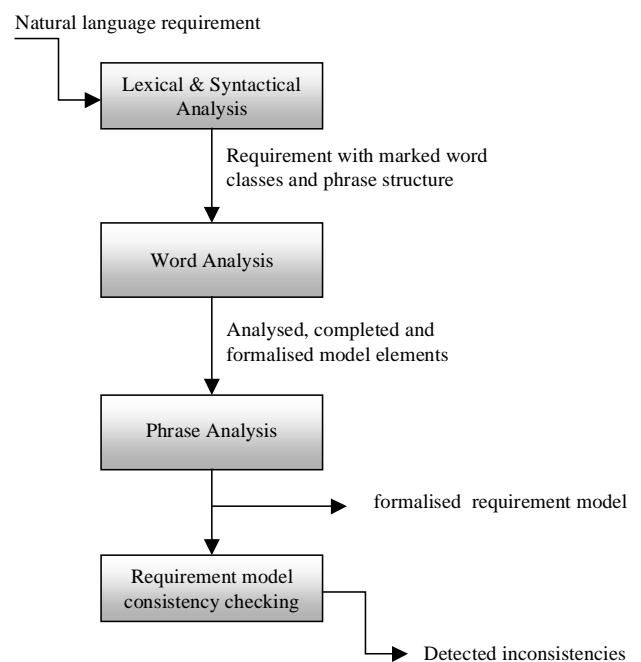 Natural language requirement
Lexical & Syntactical
Analysis
Requirement with marked word
classes and phrase structure
Word Analysis
Analysed, completed and
formalised model elements
Phrase Analysis
formalised requirement model
Requirement model
consistency checking
Detected inconsistencies